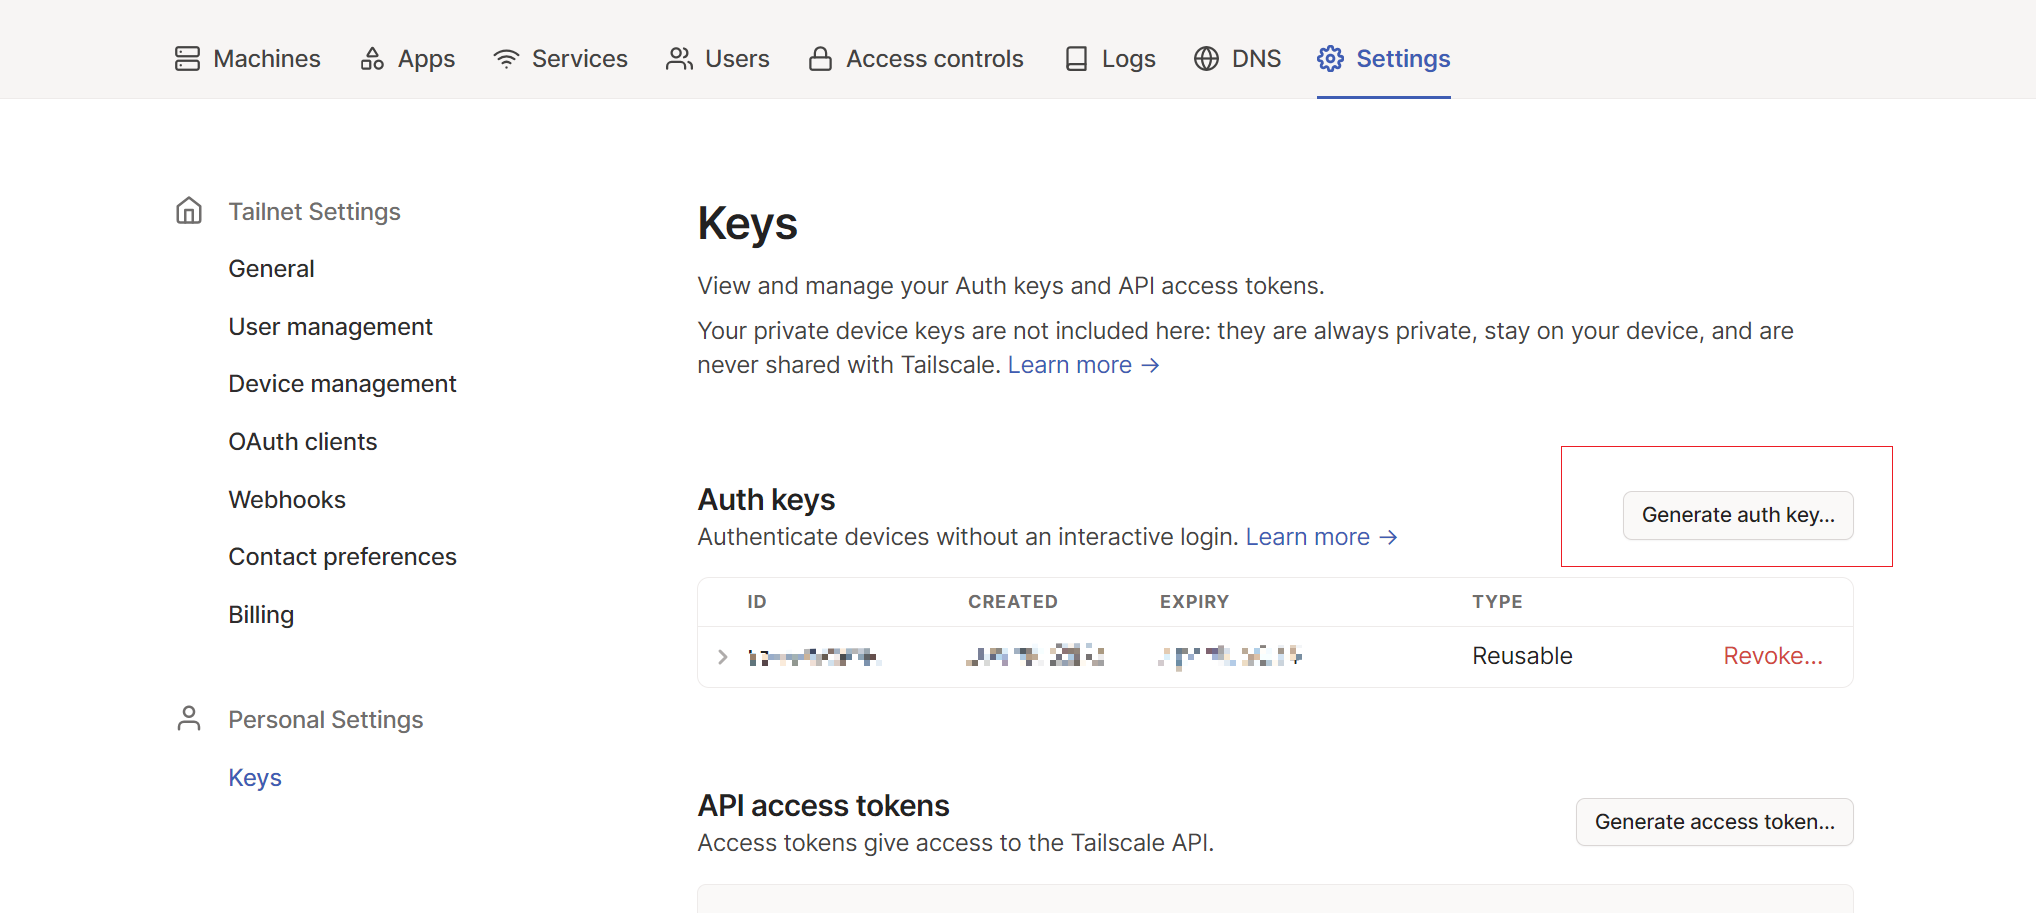 Machines Apps Services Users Access controls Logs DNS Settings
Tailnet Settings
General
User management
Device management
OAuth clients
Webhooks
Contact preferences
Billing
Personal Settings
Keys
Keys
View and manage your Auth keys and API access tokens.
Your private device keys are not included here: they are always private, stay on your device, and are
never shared with Tailscale. Learn more →
Auth keys
Authenticate devices without an interactive login. Learn more →
Generate auth key...
ID CREATED EXPIRY TYPE
Reusable Revoke...
API access tokens
Access tokens give access to the Tailscale API.
Generate access token...